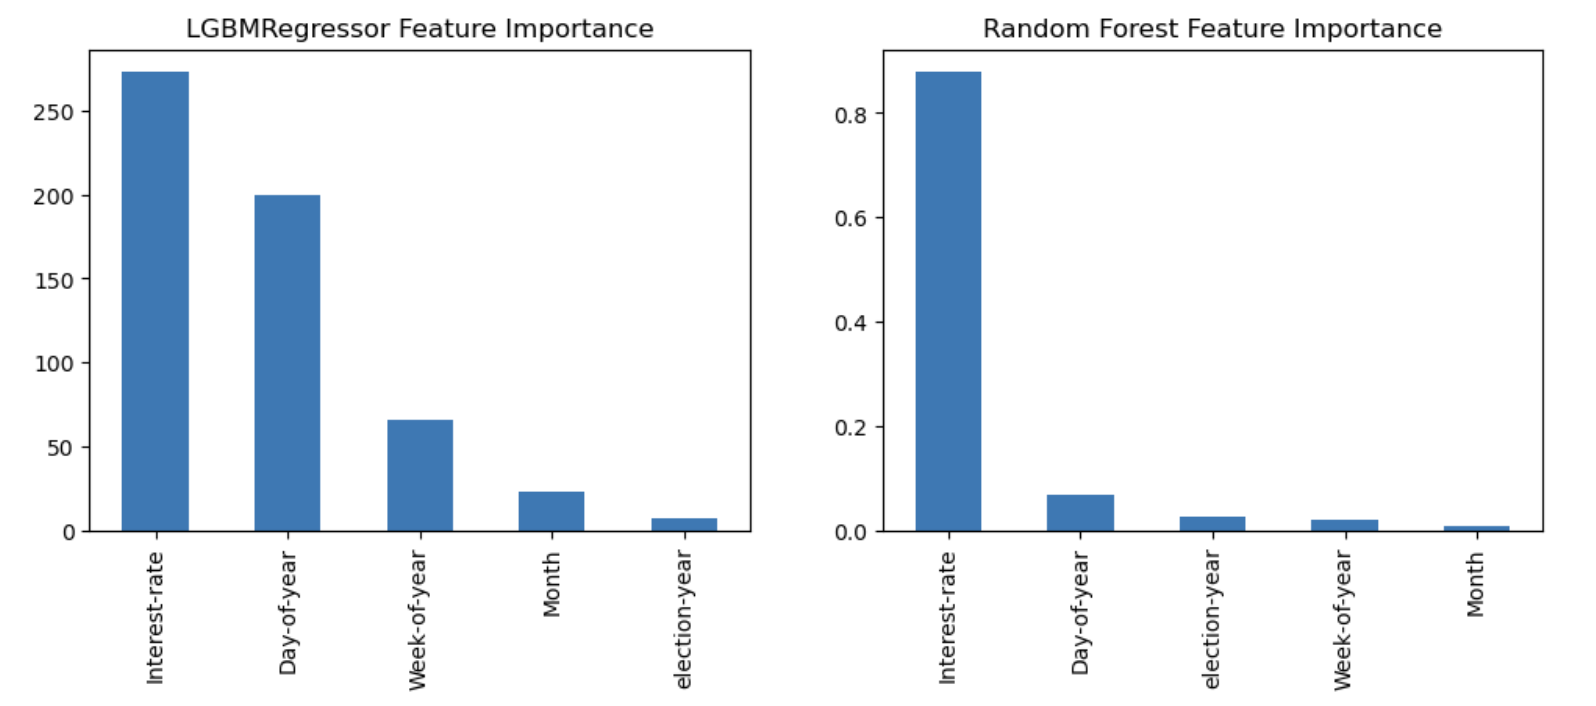 LGBMRegressor Feature Importance
250
200
150
100
50
0
Interest-rate
Day-of-year
Week-of-year
Month
election-year
Random Forest Feature Importance
0.8
0.6
0.4
0.2
0.0
Interest-rate
Day-of-year
election-year
Week-of-year
Month